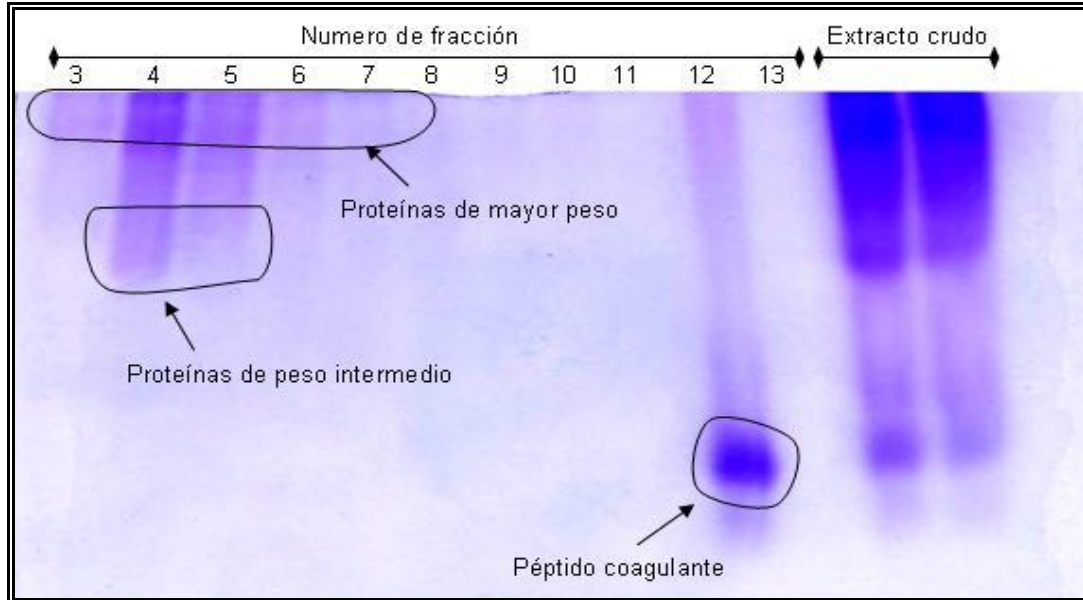 Numero de fracción
Extracto crudo
3 4 5 6 7 8 9 10 11 12 13
Proteínas de mayor peso
Proteínas de peso intermedio
Péptido coagulante